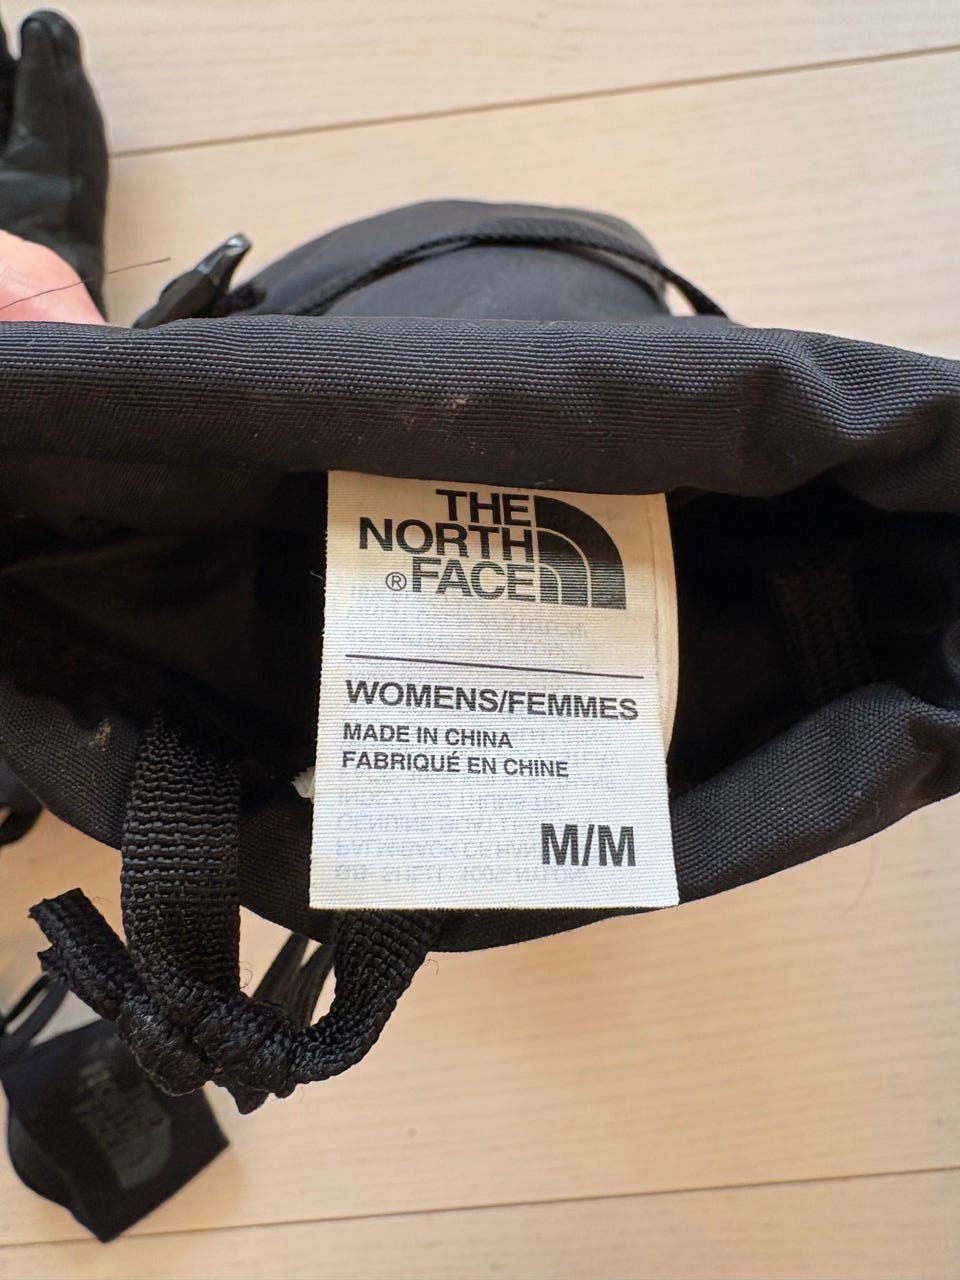 THE
NORTH
®FACE
WOMENS/FEMMES
MADE IN CHINA
FABRIQUÉ EN CHINE
M/M